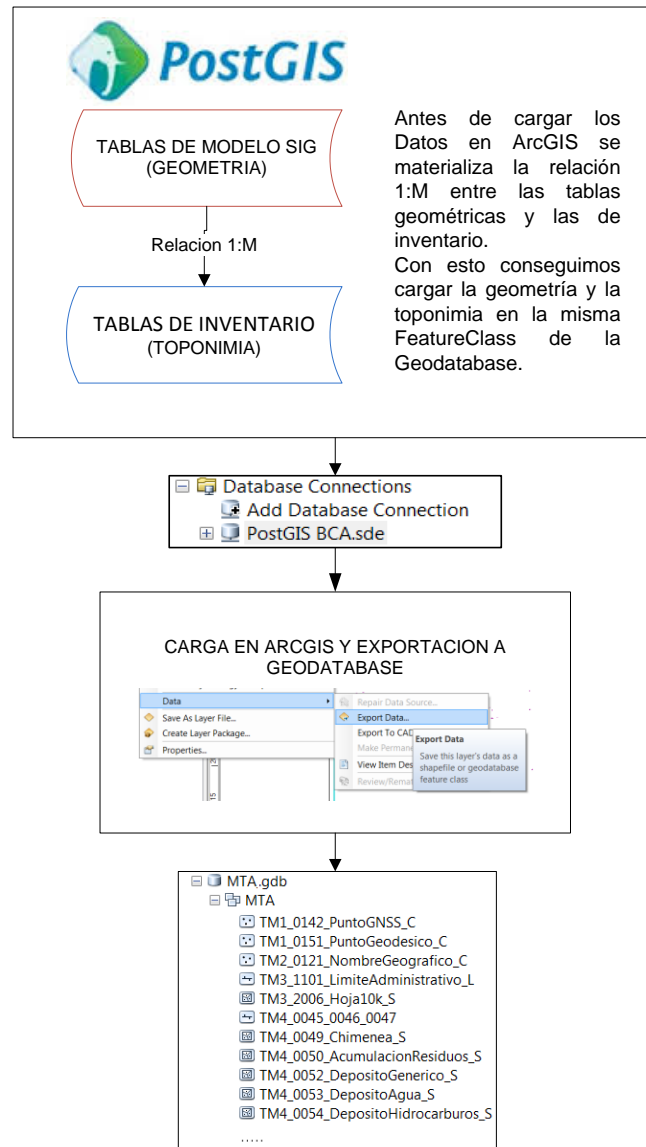 PostGIS
TABLAS DE MODELO SIG
(GEOMETRIA)
Relacion 1:M
TABLAS DE INVENTARIO
(TOPONIMIA)
Antes de cargar los
Datos en ArcGIS se
materializa la relación
1:M entre las tablas
geométricas y las de
inventario.
Con esto conseguimos
cargar la geometría y la
toponimia en la misma
FeatureClass de la
Geodatabase.
Database Connections
Add Database Connection
PostGIS BCA.sde
CARGA EN ARCGIS Y EXPORTACION A
GEODATABASE
Data
Save As Layer File...
Create Layer Package...
Properties...
Repair Data Source...
Export Data...
Export To CAD
Make Permane
View Item Des
Review/Remat
Export Data
Save this layer's data as a
shapefile or geodatabase
feature class
15
MTA.gdb
MTA
TM1_0142_PuntoGNSS_C
TM1_0151_PuntoGeodesico_C
TM2_0121_NombreGeografico_C
TM3_1101_LimiteAdministrativo_L
TM3_2006_Hoja10k_S
TM4_0045_0046_0047
TM4_0049_Chimenea_S
TM4_0050_AcumulacionResiduos_S
TM4_0052_DepositoGenerico_S
TM4_0053_DepositoAgua_S
TM4_0054_DepositoHidrocarburos_S
.....